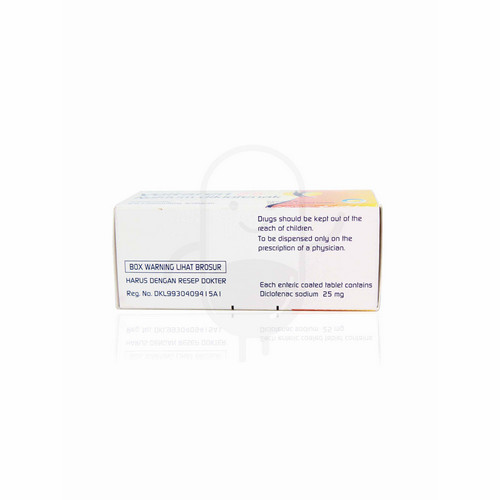 Drugs should be kept out of the
reach of children.
To be dispensed only on the
prescription of a physician.
BOX WARNING LIHAT BROSUR
HARUS DENGAN RESEP DOKTER
Reg. No. DKL9930409415A1
Each enteric coated tablet contains
Diclofenac sodium 25 mg